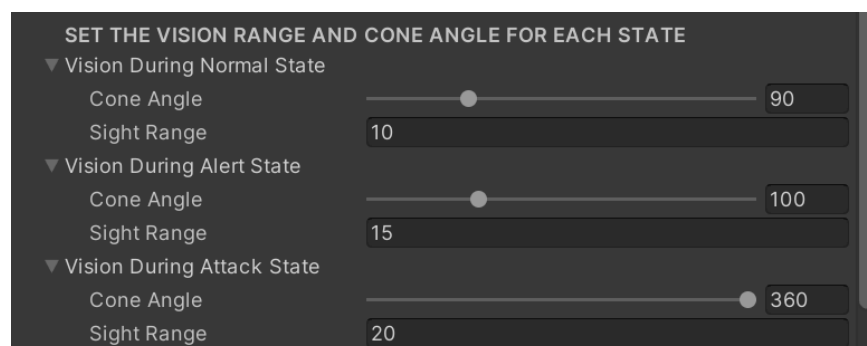 SET THE VISION RANGE AND CONE ANGLE FOR EACH STATE
Vision During Normal State
Cone Angle 90
Sight Range 10
Vision During Alert State
Cone Angle 100
Sight Range 15
Vision During Attack State
Cone Angle 360
Sight Range 20